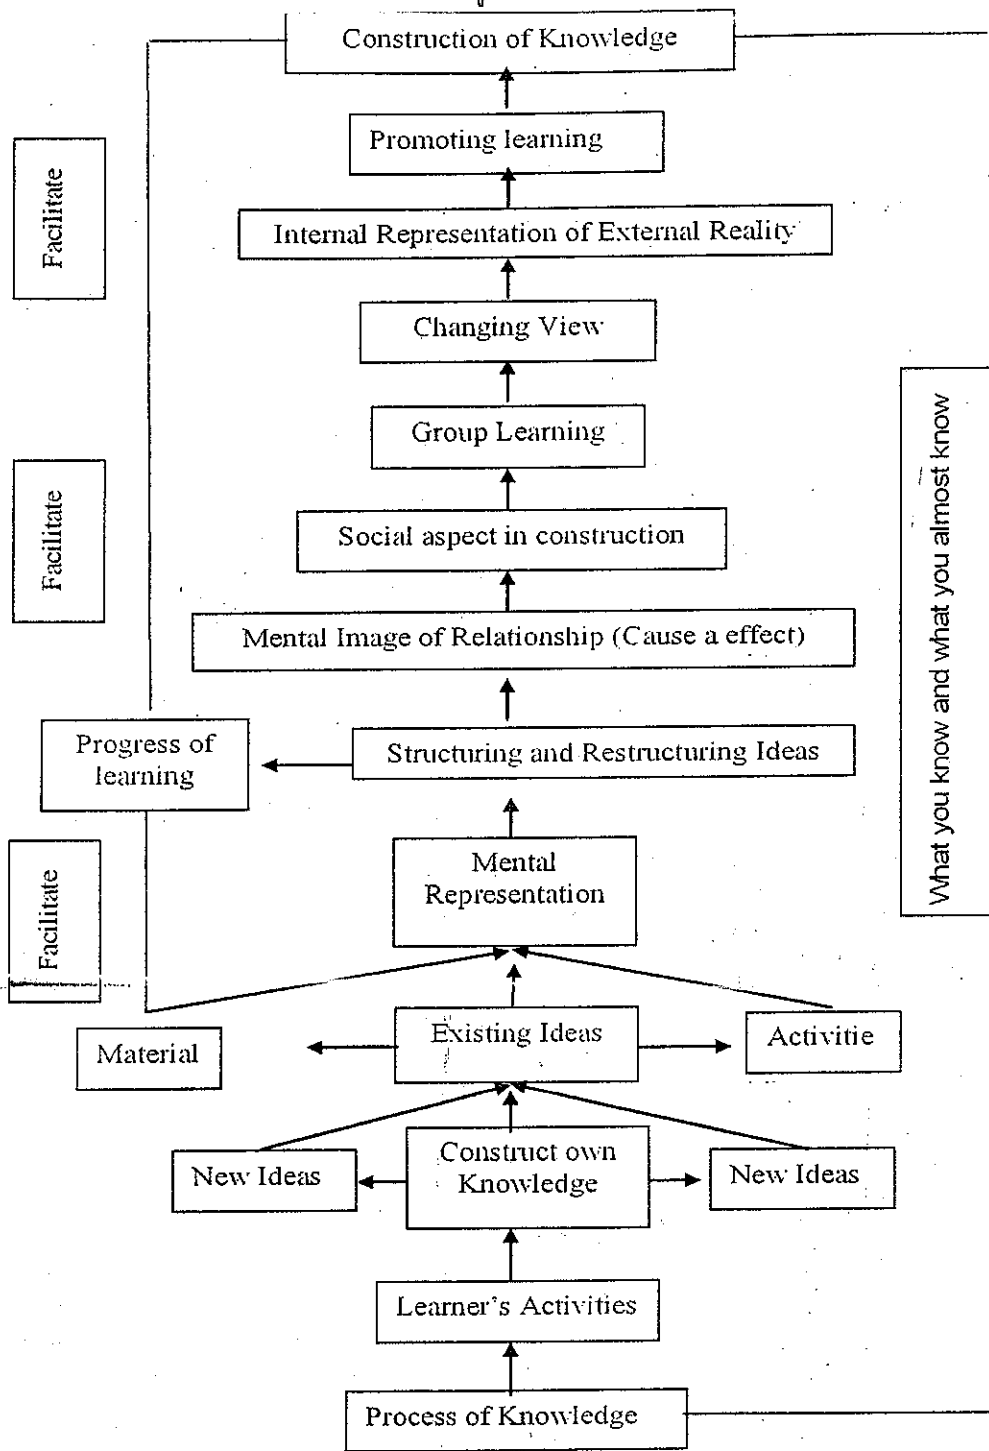 Construction of Knowledge
Promoting learning
Facilitate
Internal Representation of External Reality
Changing View
Group Learning
What you know and what you almost know
Facilitate
Social aspect in construction
Mental Image of Relationship (Cause a effect)
Progress of
learning
Structuring and Restructuring Ideas
Facilitate
Mental
Representation
Material
Existing Ideas
Activitie
New Ideas
Construct own
Knowledge
New Ideas
Learner's Activities
Process of Knowledge